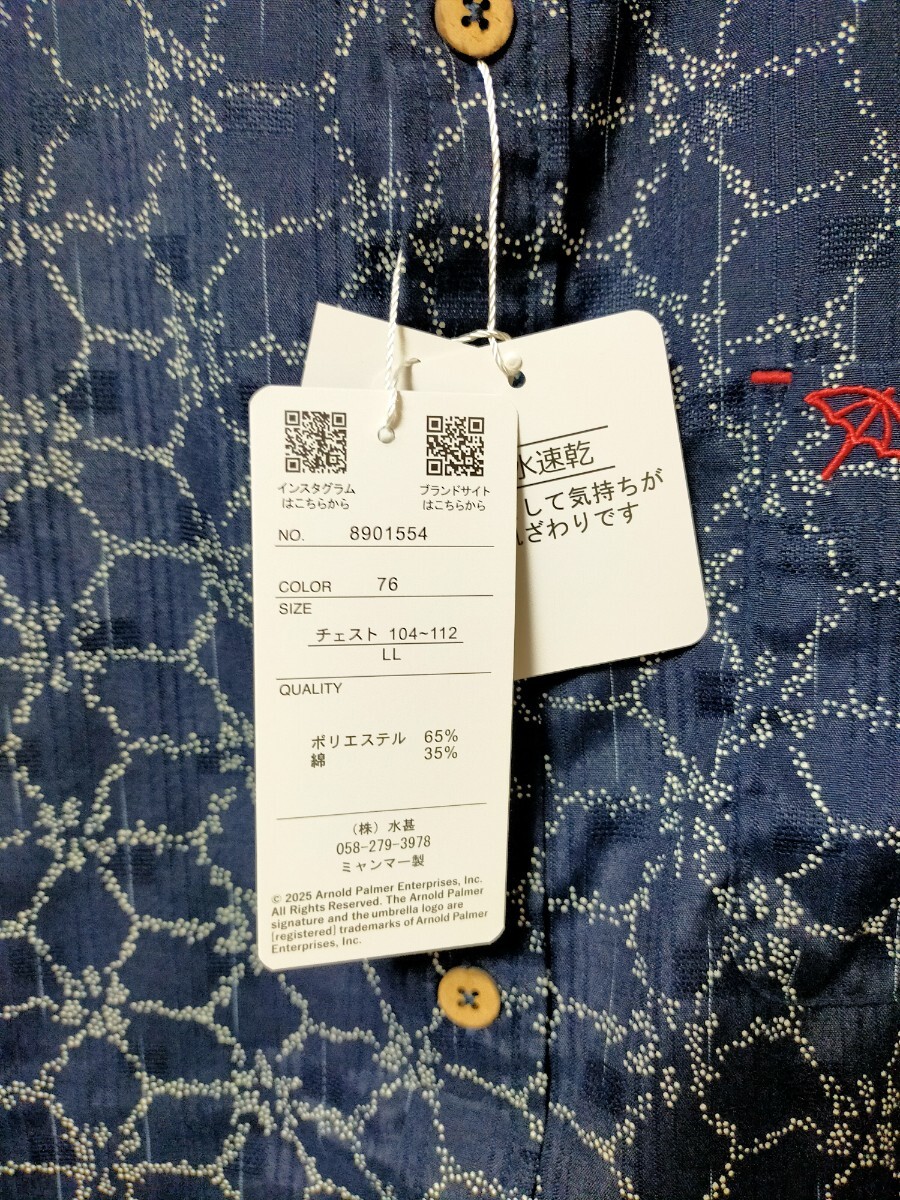 インスタグラム
はこちらから
ブランドサイト
はこちらから
NO. 8901554
COLOR 76
SIZE
チェスト 104~112
LL
QUALITY
ポリエステル 65%
綿 35%
(株)水甚
058-279-3978
ミャンマー製
© 2025 Arnold Palmer Enterprises, Inc.
All Rights Reserved. The Arnold Palmer
signature and the umbrella logo are
[registered] trademarks of Arnold Palmer
Enterprises, Inc.
水速乾
して気持ちが
ざわりです